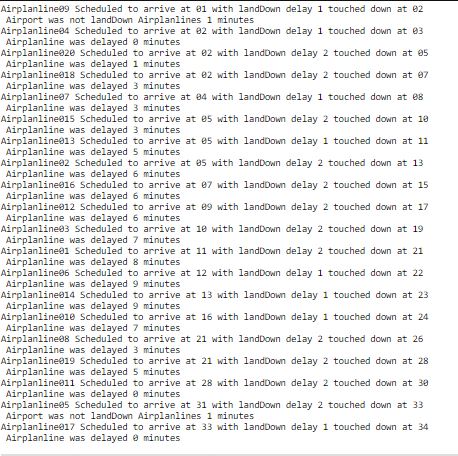 Airplanline09 Scheduled to arrive at 01 with landDown delay 1 touched down at 02
Airport was not landDown Airplanlines 1 minutes
Airplanline04 Scheduled to arrive at 02 with landDown delay 1 touched down at 03
Airplanline was delayed 0 minutes
Airplanline020 Scheduled to arrive at 02 with landDown delay 2 touched down at 05
Airplanline was delayed 1 minutes
Airplanline018 Scheduled to arrive at 02 with landDown delay 2 touched down at 07
Airplanline was delayed 3 minutes
Airplanline07 Scheduled to arrive at 04 with landDown delay 1 touched down at 08
Airplanline was delayed 3 minutes
Airplanline015 Scheduled to arrive at 05 with landDown delay 2 touched down at 10
Airplanline was delayed 3 minutes
Airplanline013 Scheduled to arrive at 05 with landDown delay 1 touched down at 11
Airplanline was delayed 5 minutes
Airplanline02 Scheduled to arrive at 05 with landDown delay 2 touched down at 13
Airplanline was delayed 6 minutes
Airplanline016 Scheduled to arrive at 07 with landDown delay 2 touched down at 15
Airplanline was delayed 6 minutes
Airplanline012 Scheduled to arrive at 09 with landDown delay 2 touched down at 17
Airplanline was delayed 6 minutes
Airplanline03 Scheduled to arrive at 10 with landDown delay 2 touched down at 19
Airplanline was delayed 7 minutes
Airplanline01 Scheduled to arrive at 11 with landDown delay 2 touched down at 21
Airplanline was delayed 8 minutes
Airplanline06 Scheduled to arrive at 12 with landDown delay 1 touched down at 22
Airplanline was delayed 9 minutes
Airplanline014 Scheduled to arrive at 13 with landDown delay 1 touched down at 23
Airplanline was delayed 9 minutes
Airplanline010 Scheduled to arrive at 16 with landDown delay 1 touched down at 24
Airplanline was delayed 7 minutes
Airplanline08 Scheduled to arrive at 21 with landDown delay 2 touched down at 26
Airplanline was delayed 3 minutes
Airplanline019 Scheduled to arrive at 21 with landDown delay 2 touched down at 28
Airplanline was delayed 5 minutes
Airplanline011 Scheduled to arrive at 28 with landDown delay 2 touched down at 30
Airplanline was delayed 0 minutes
Airplanline05 Scheduled to arrive at 31 with landDown delay 2 touched down at 33
Airport was not landDown Airplanlines 1 minutes
Airplanline017 Scheduled to arrive at 33 with landDown delay 1 touched down at 34
Airplanline was delayed 0 minutes